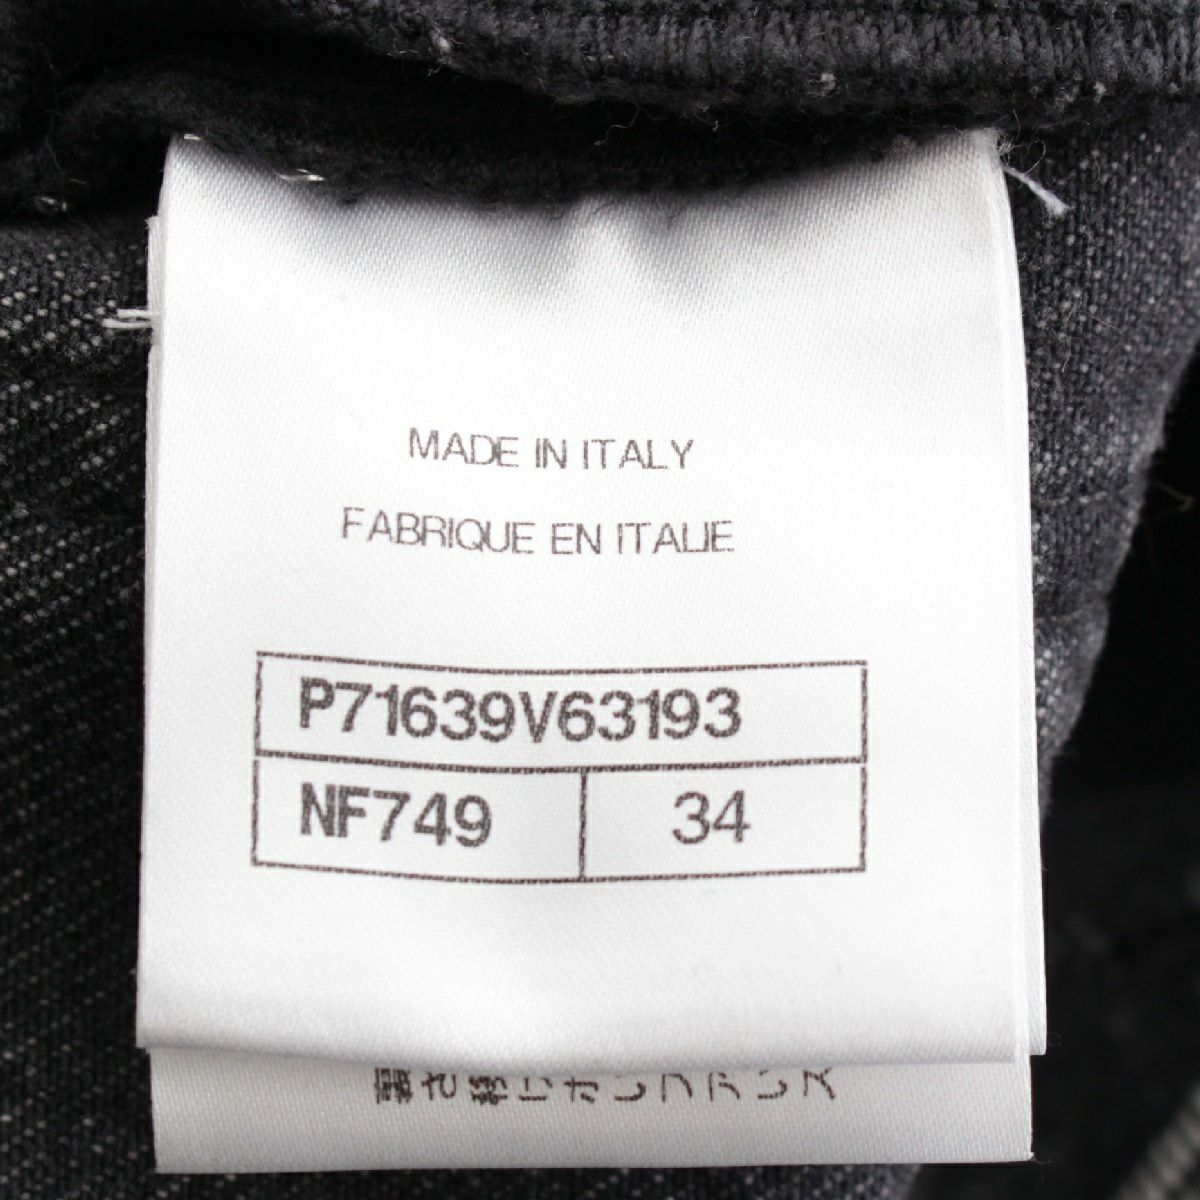 MADE IN ITALY
FABRIQUE EN ITALIE
P71639V63193
NF749 34